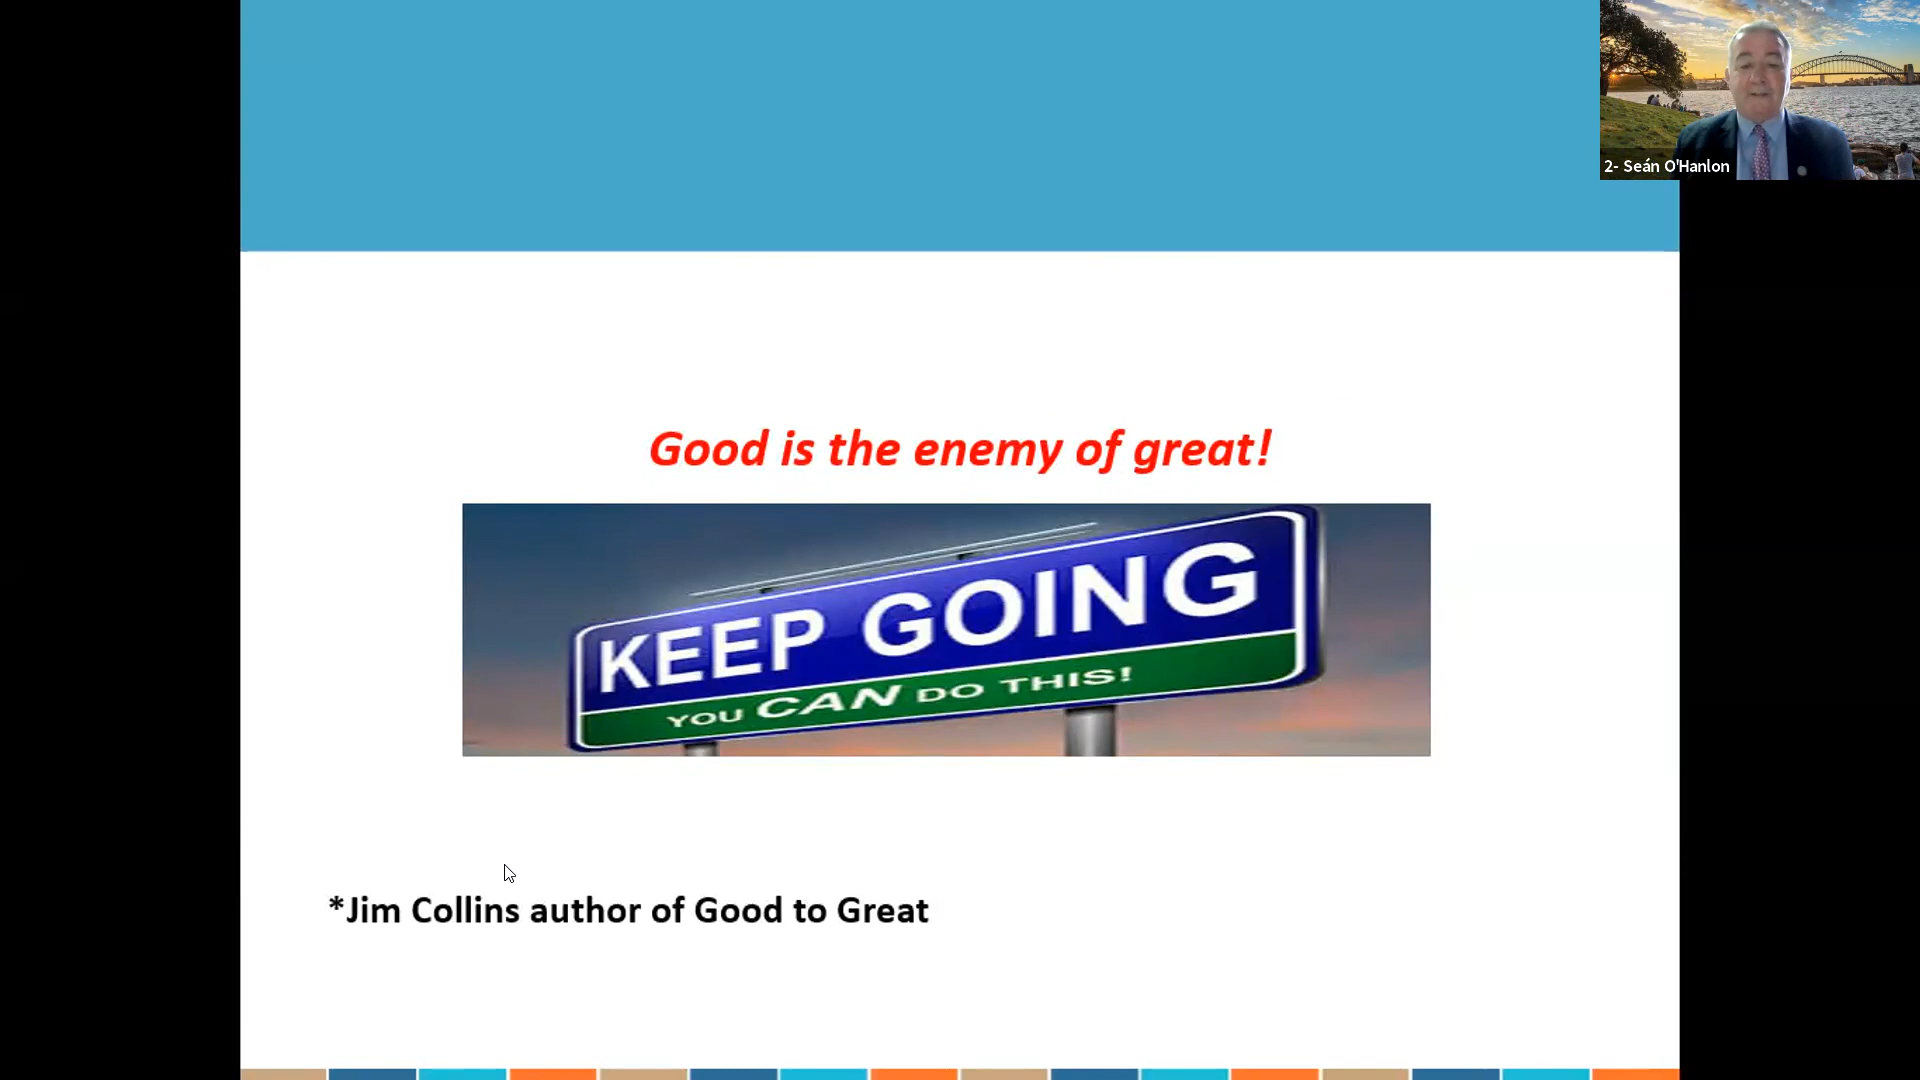 2- Seán O'Hanlon
Good is the enemy of great!
KEEP GOING
YOU CAN DO THIS!
*Jim Collins author of Good to Great